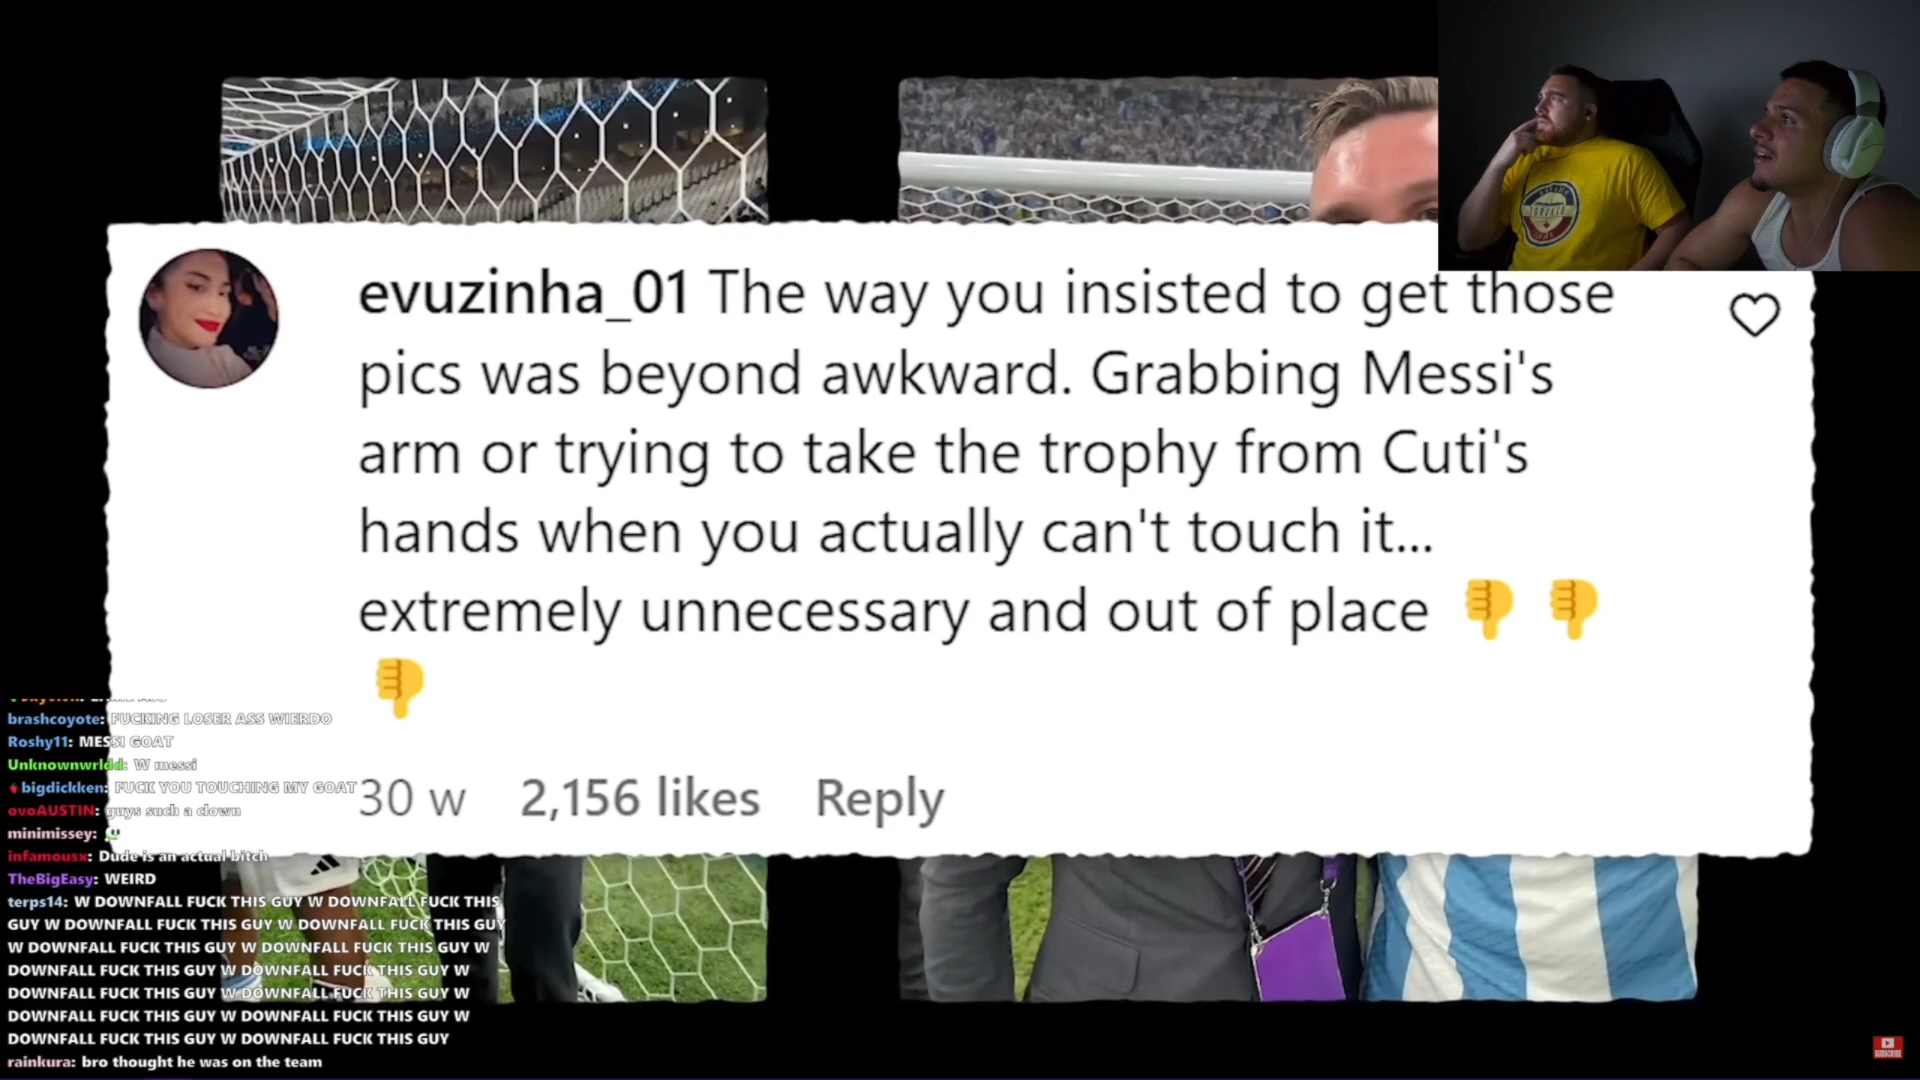 evuzinha_01 The way you insisted to get those
pics was beyond awkward. Grabbing Messi's
arm or trying to take the trophy from Cuti's
hands when you actually can't touch it...
extremely unnecessary and out of place 👎 👎
👎
30 w 2,156 likes Reply
brashcoyote: FUCKING LOSER ASS WIERDO
Roshy11: MESSI GOAT
Unknownwrldd: W messi
bigdickken: FUCK YOU TOUCHING MY GOAT
ovoAUSTIN: guys such a clown
minimissey:
infamousx: Dude is an actual bitch
TheBigEasy: WEIRD
terps14: W DOWNFALL FUCK THIS GUY W DOWNFALL FUCK THIS
GUY W DOWNFALL FUCK THIS GUY W DOWNFALL FUCK THIS GUY
W DOWNFALL FUCK THIS GUY W DOWNFALL FUCK THIS GUY W
DOWNFALL FUCK THIS GUY W DOWNFALL FUCK THIS GUY W
DOWNFALL FUCK THIS GUY W DOWNFALL FUCK THIS GUY W
DOWNFALL FUCK THIS GUY W DOWNFALL FUCK THIS GUY W
DOWNFALL FUCK THIS GUY W DOWNFALL FUCK THIS GUY
rainkura: bro thought he was on the team
SUBSCRIBE